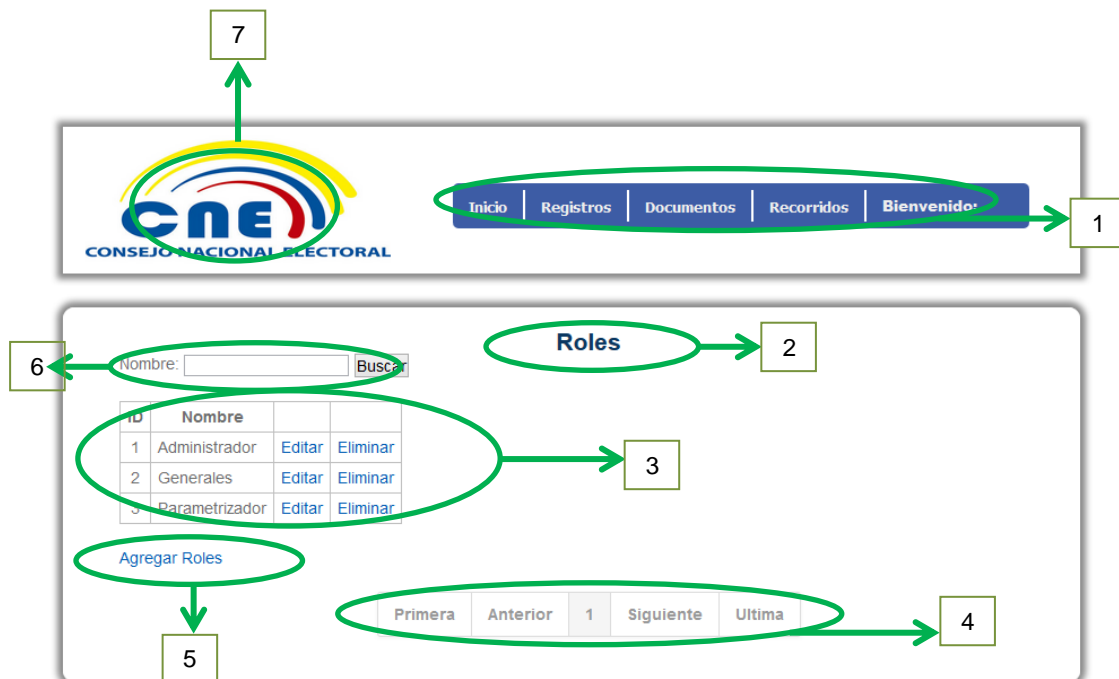 7
CNE
CONSEJO NACIONAL ELECTORAL
Inicio Registros Documentos Recorridos Bienvenido:
1
Roles
2
6
Nombre: Buscar
ID Nombre
1 Administrador Editar Eliminar
2 Generales Editar Eliminar
3 Parametrizador Editar Eliminar
3
Agregar Roles
Primera Anterior 1 Siguiente Ultima
4
5